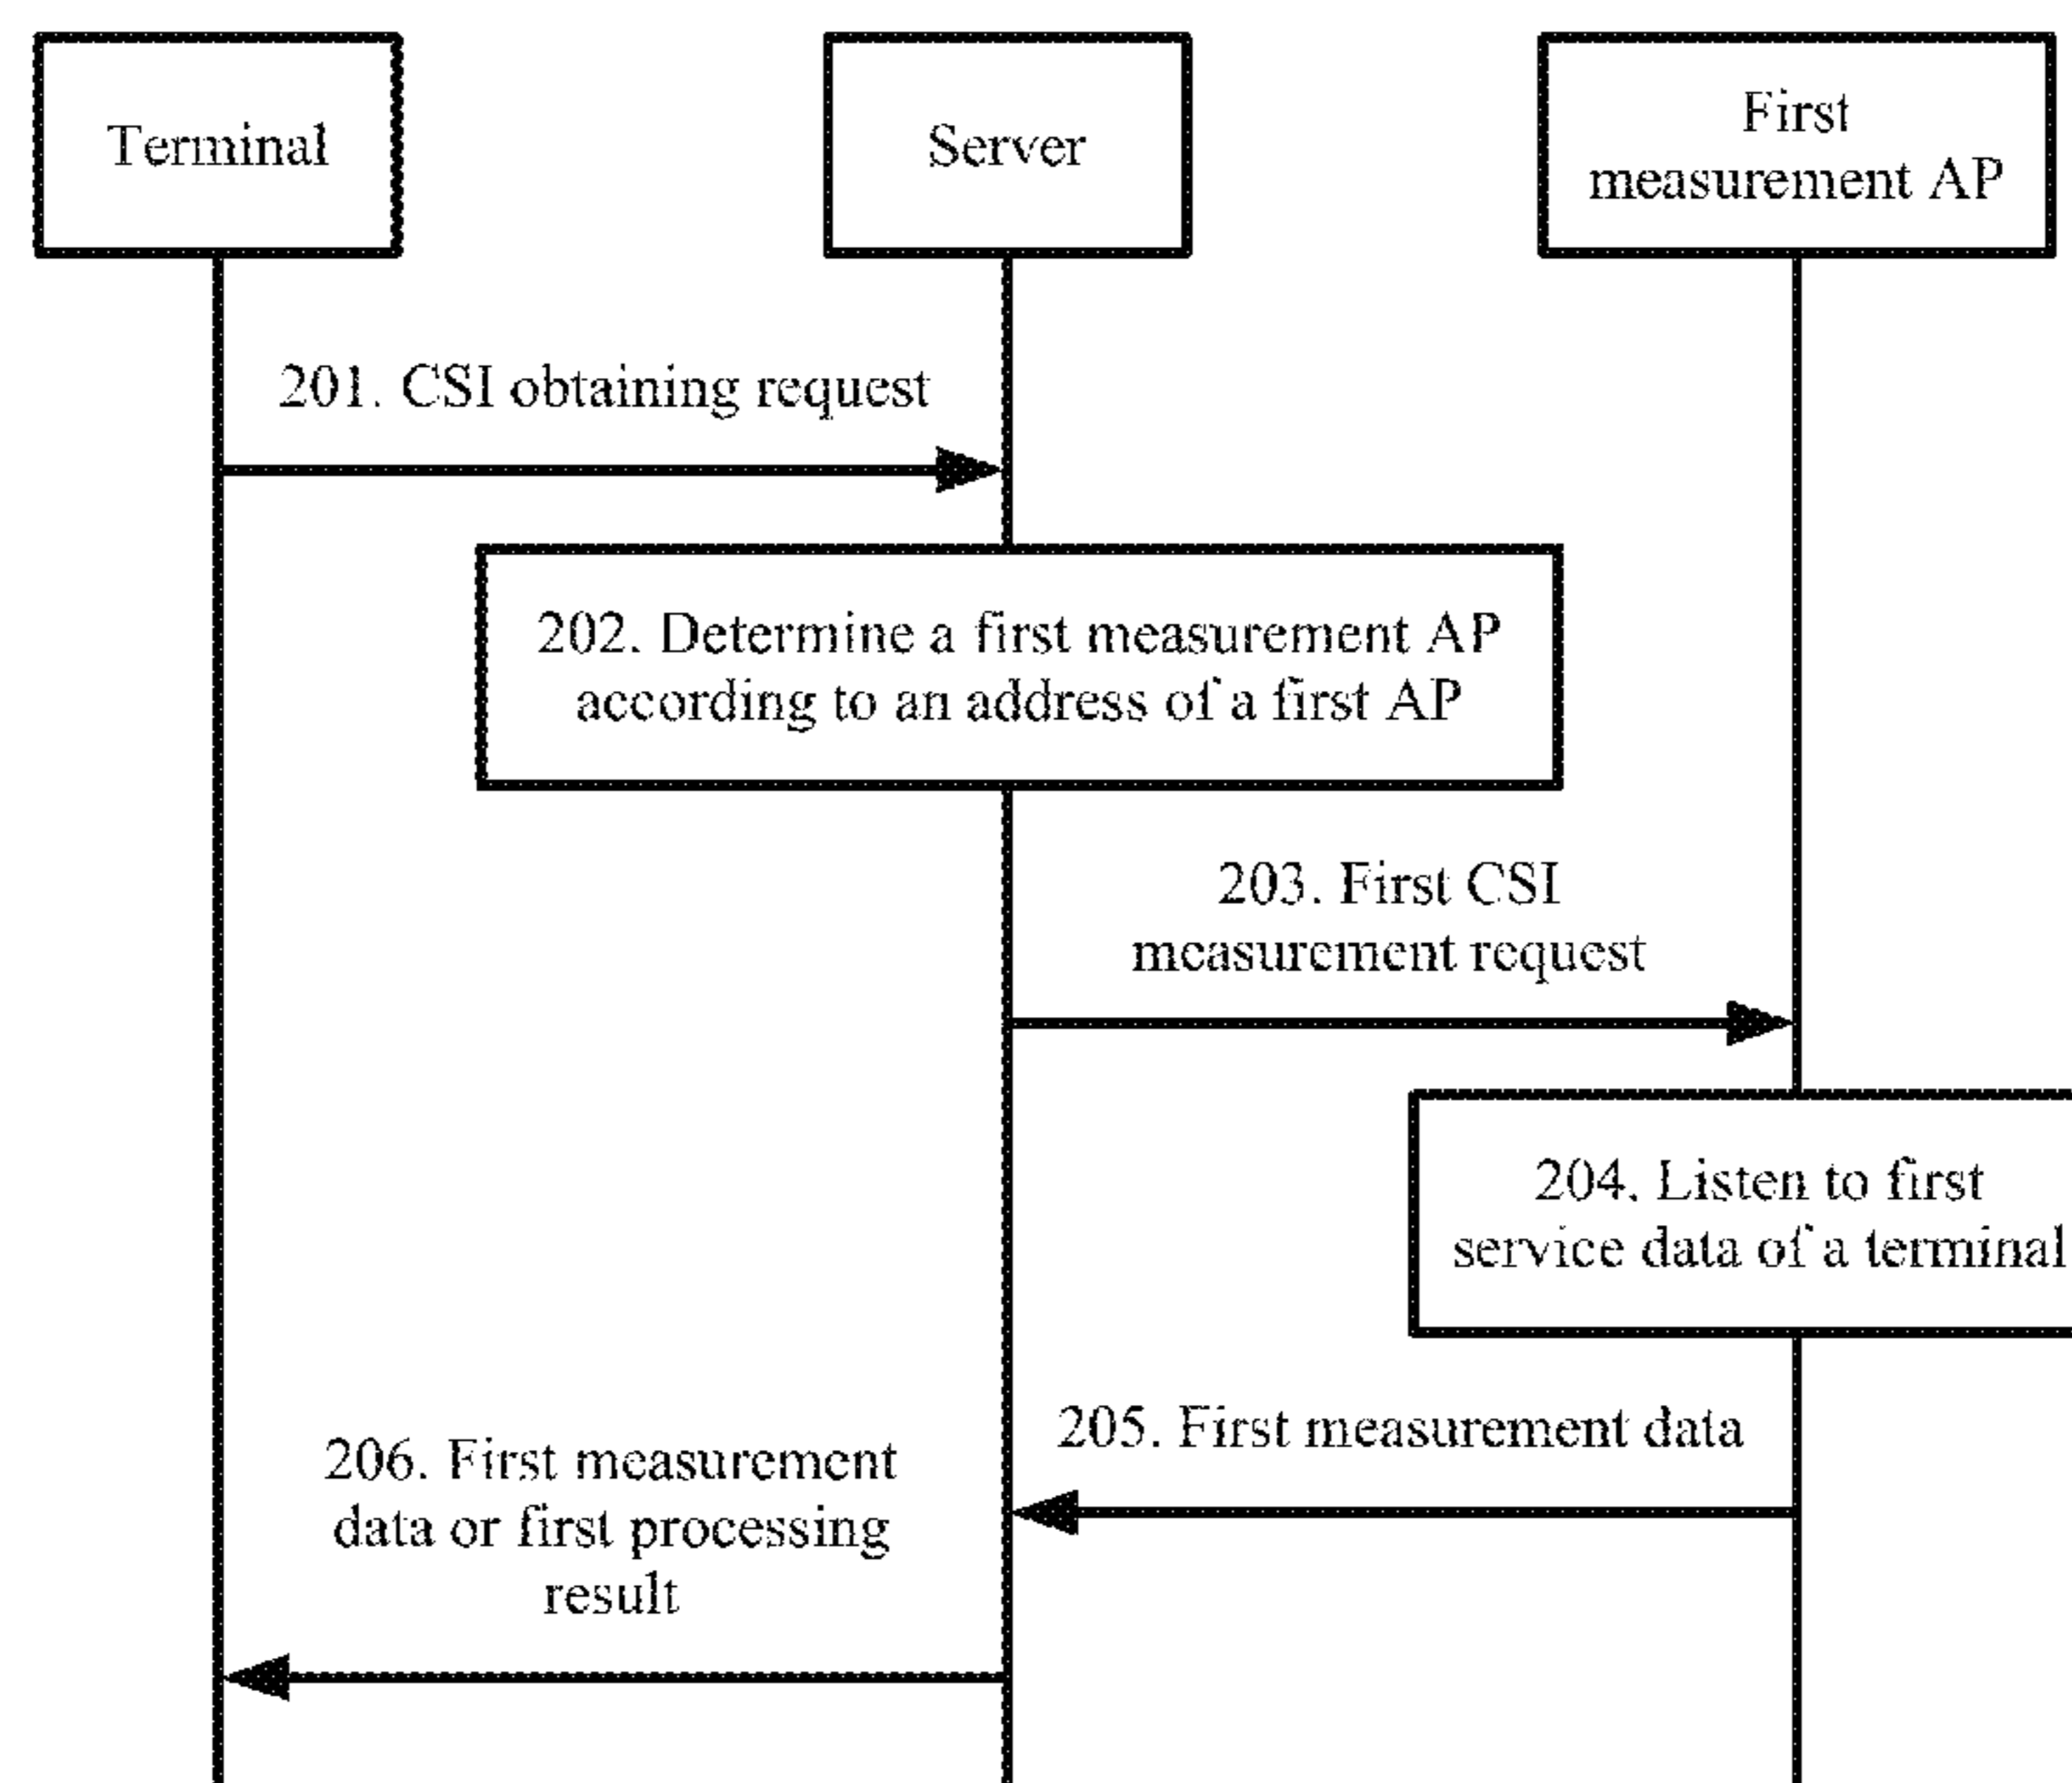 Terminal
Server
First
measurement AP
201. CSI obtaining request
202. Determine a first measurement AP
according to an address of a first AP
203. First CSI
measurement request
204. Listen to first
service data of a terminal
205. First measurement data
206. First measurement
data or first processing
result